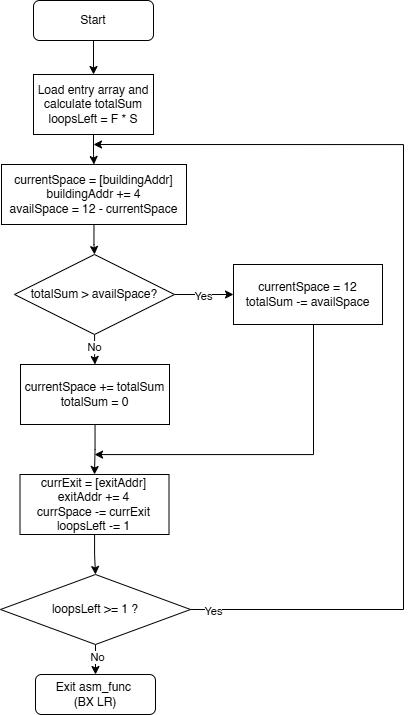 Start
Load entry array and
calculate totalSum
loopsLeft = F * S
currentSpace = [buildingAddr]
buildingAddr += 4
availSpace = 12 - currentSpace
totalSum > availSpace?
Yes
currentSpace = 12
totalSum -= availSpace
No
currentSpace += totalSum
totalSum = 0
currExit = [exitAddr]
exitAddr += 4
currSpace -= currExit
loopsLeft -= 1
loopsLeft >= 1 ?
Yes
No
Exit asm_func
(BX LR)